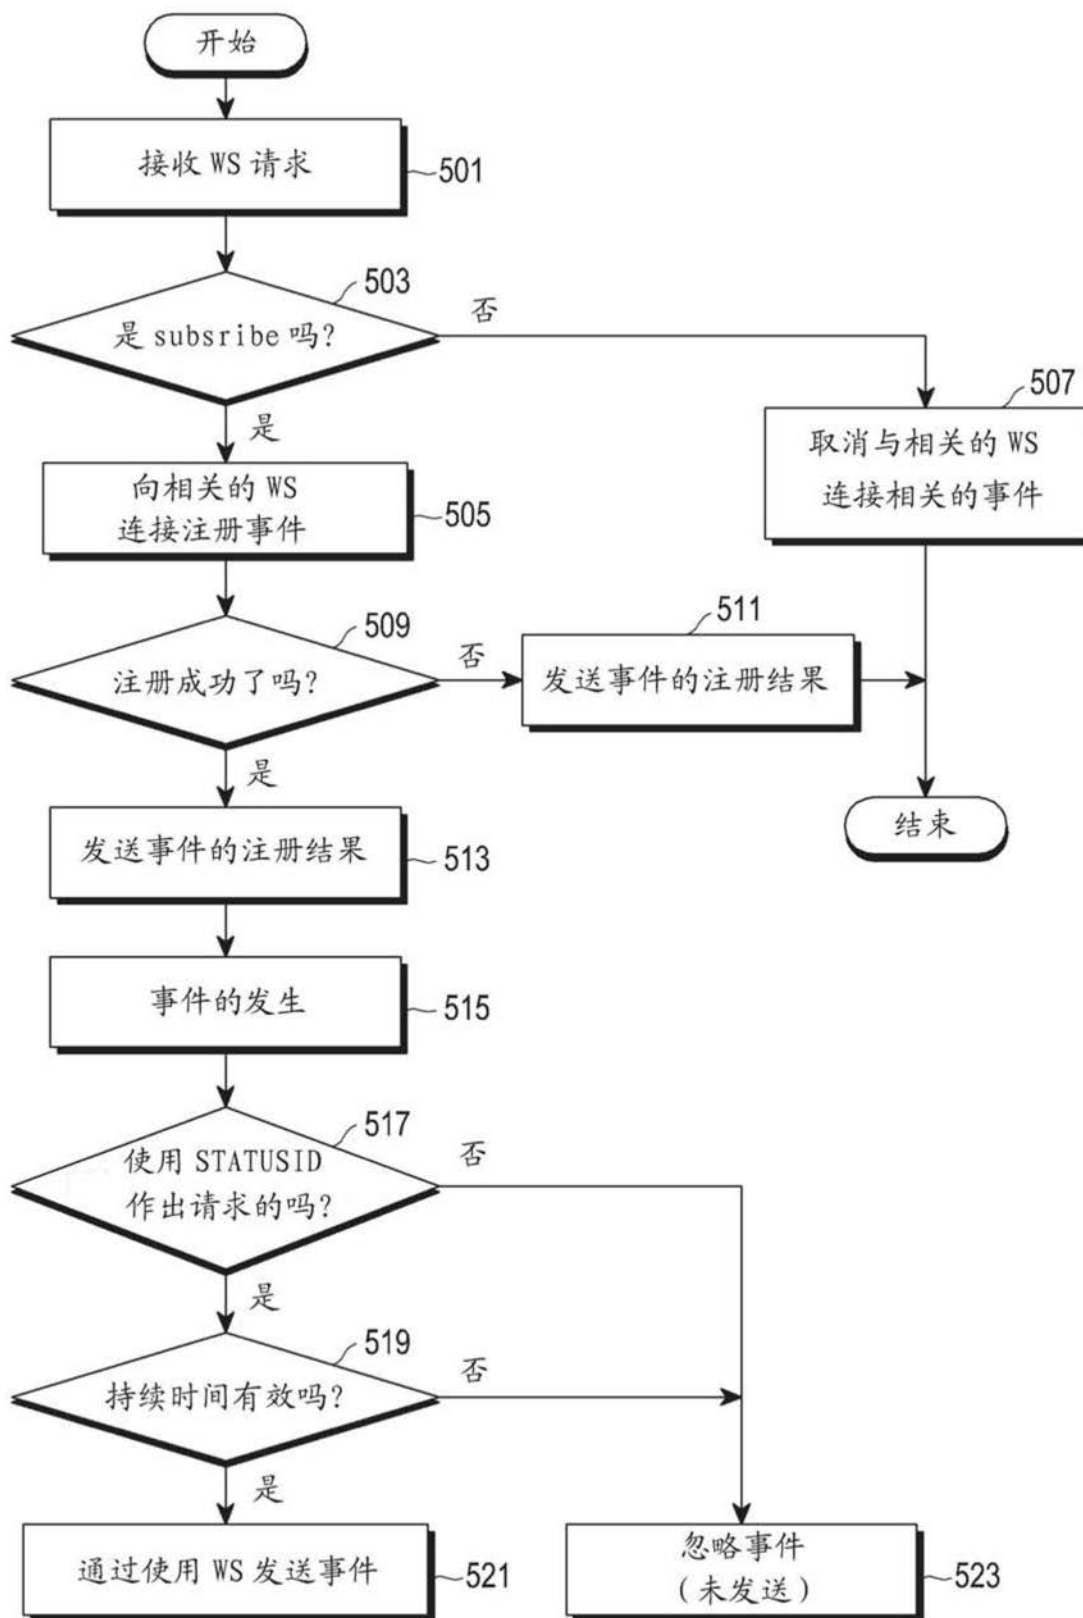 开始
接收 WS 请求
501
503
是 subsribe 吗?
否
是
507
取消与相关的 WS
连接相关的事件
向相关的 WS
连接注册事件
505
509
注册成功了吗?
否
511
发送事件的注册结果
是
结束
发送事件的注册结果
513
事件的发生
515
517
使用 STATUSID
作出请求的吗?
否
是
519
持续时间有效吗?
否
是
通过使用 WS 发送事件
521
忽略事件
(未发送)
523